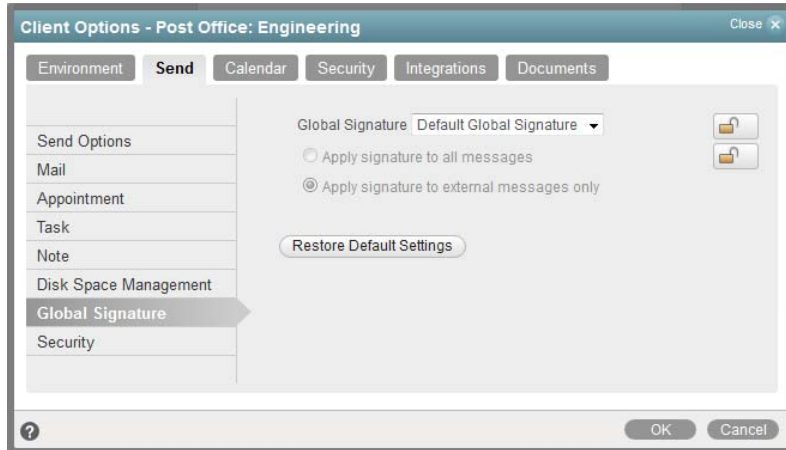 Client Options - Post Office: Engineering
Close
Environment Send Calendar Security Integrations Documents
Send Options
Mail
Appointment
Task
Note
Disk Space Management
Global Signature
Security
Global Signature Default Global Signature
Apply signature to all messages
Apply signature to external messages only
Restore Default Settings
? OK Cancel